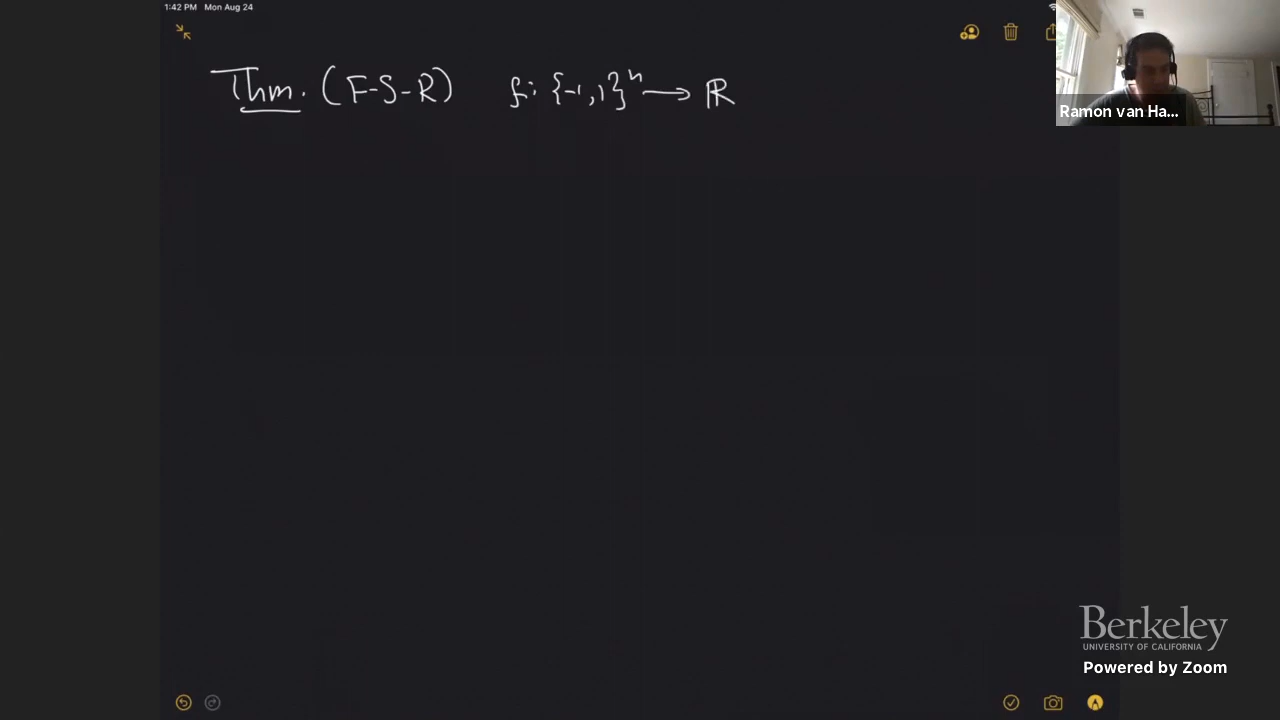 1:42 PM Mon Aug 24
Thm. (F-S-R) f: {-1,1}ⁿ ⟶ ℝ
Ramon van Ha...
Berkeley
UNIVERSITY OF CALIFORNIA
Powered by Zoom